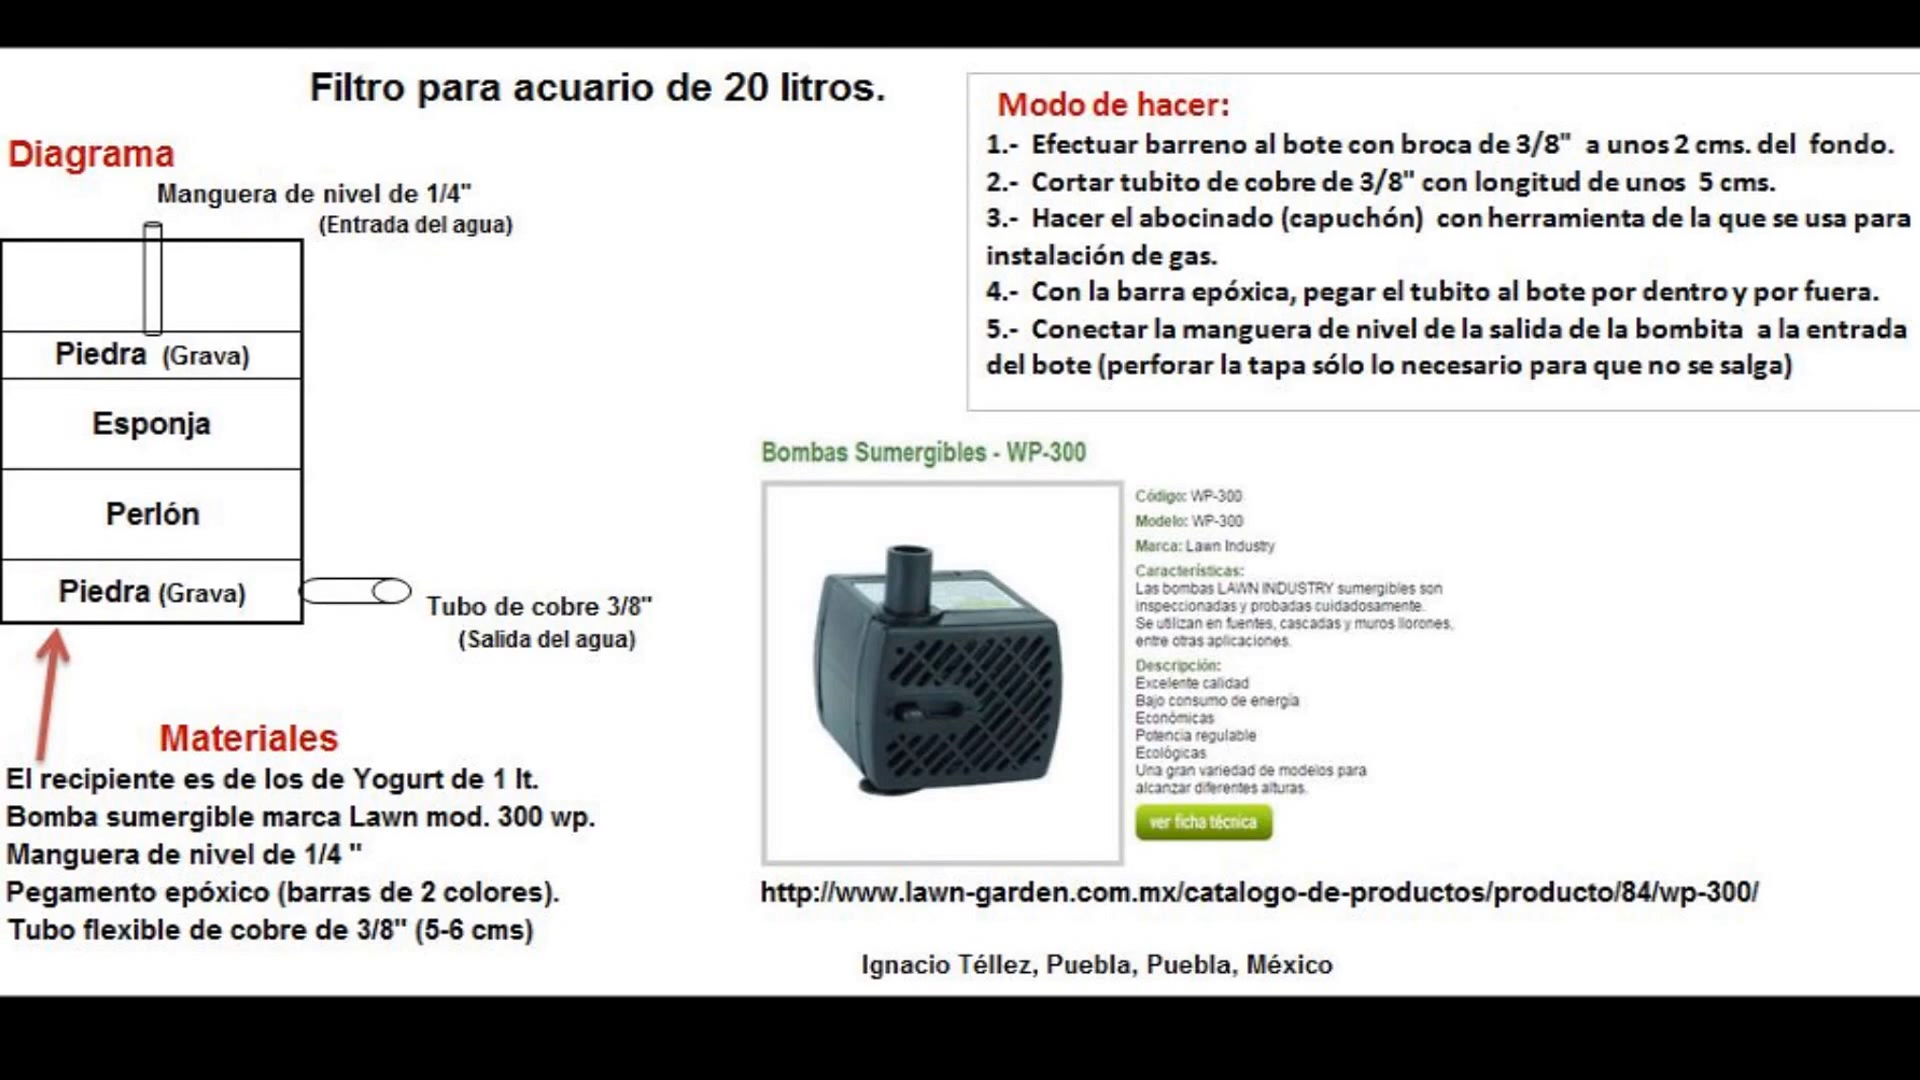 Filtro para acuario de 20 litros.
Diagrama
Manguera de nivel de 1/4"
(Entrada del agua)
Piedra (Grava)
Esponja
Perlón
Piedra (Grava)
Tubo de cobre 3/8"
(Salida del agua)
Materiales
El recipiente es de los de Yogurt de 1 lt.
Bomba sumergible marca Lawn mod. 300 wp.
Manguera de nivel de 1/4 "
Pegamento epóxico (barras de 2 colores).
Tubo flexible de cobre de 3/8" (5-6 cms)
Modo de hacer:
1.- Efectuar barreno al bote con broca de 3/8" a unos 2 cms. del fondo.
2.- Cortar tubito de cobre de 3/8" con longitud de unos 5 cms.
3.- Hacer el abocinado (capuchón) con herramienta de la que se usa para
instalación de gas.
4.- Con la barra epóxica, pegar el tubito al bote por dentro y por fuera.
5.- Conectar la manguera de nivel de la salida de la bombita a la entrada
del bote (perforar la tapa sólo lo necesario para que no se salga)
Bombas Sumergibles - WP-300
Código: WP-300
Modelo: WP-300
Marca: Lawn Industry
Características:
Las bombas LAWN INDUSTRY sumergibles son
inspeccionadas y probadas cuidadosamente.
Se utilizan en fuentes, cascadas y muros llorones,
entre otras aplicaciones.
Descripción:
Excelente calidad
Bajo consumo de energía
Económicas
Potencia regulable
Ecológicas
Una gran variedad de modelos para
alcanzar diferentes alturas.
ver ficha técnica
http://www.lawn-garden.com.mx/catalogo-de-productos/producto/84/wp-300/
Ignacio Téllez, Puebla, Puebla, México